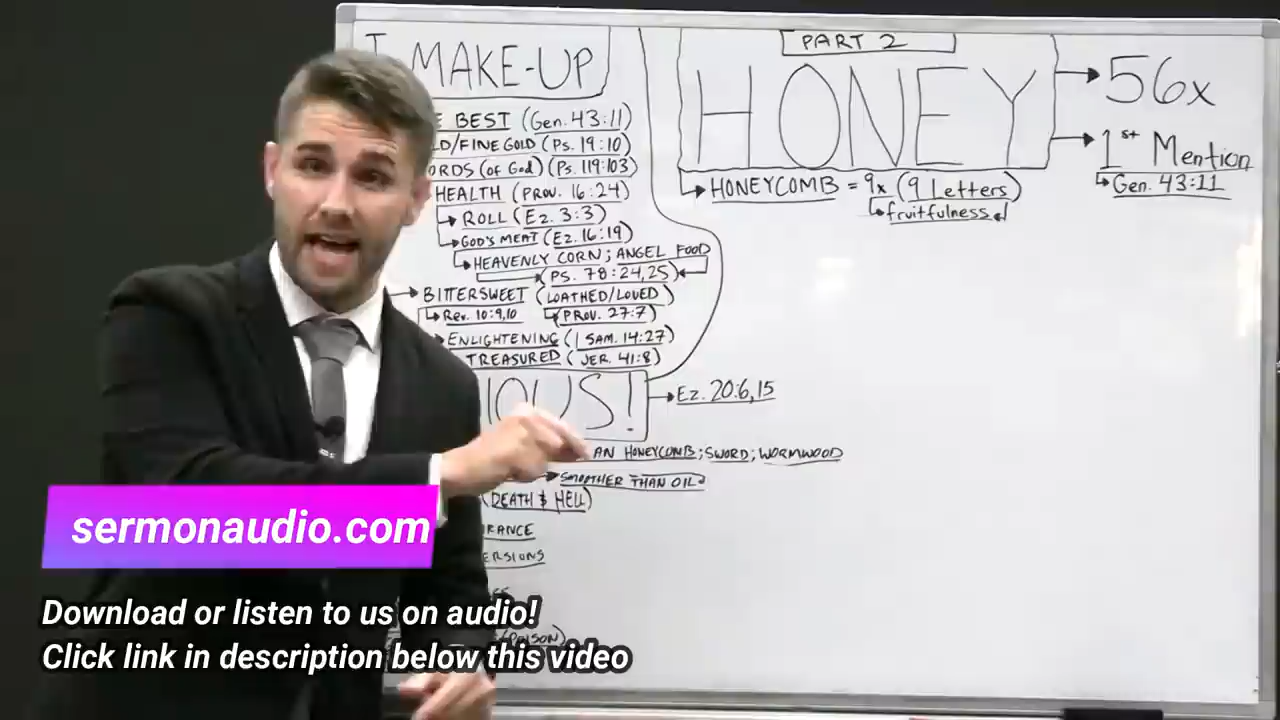 MAKE-UP
BEST (Gen. 43:11)
/FINE GOLD (Ps. 19:10)
(of God) (Ps. 119:103)
HEALTH (PROV. 16:24)
ROLL (Ez. 3:3)
GOD'S MEAT (Ez. 16:19)
HEAVENLY CORN; ANGEL FOOD
(PS. 78:24,25)
BITTERSWEET (LOATHED/LOVED)
Rev. 10:9,10 PROV. 27:7)
ENLIGHTENING (1 SAM. 14:27)
TREASURED (JER. 41:8)
IOUS!
Ez. 20:6,15
AN HONEYCOMB; SWORD; WORMWOOD
SMOOTHER THAN OIL
(DEATH & HELL)
RANCE
ERSIONS
(POISON)
PART 2
HONEY
56x
1st Mention
Gen. 43:11
HONEYCOMB = 9x (9 Letters)
fruitfulness
sermonaudio.com
Download or listen to us on audio!
Click link in description below this video